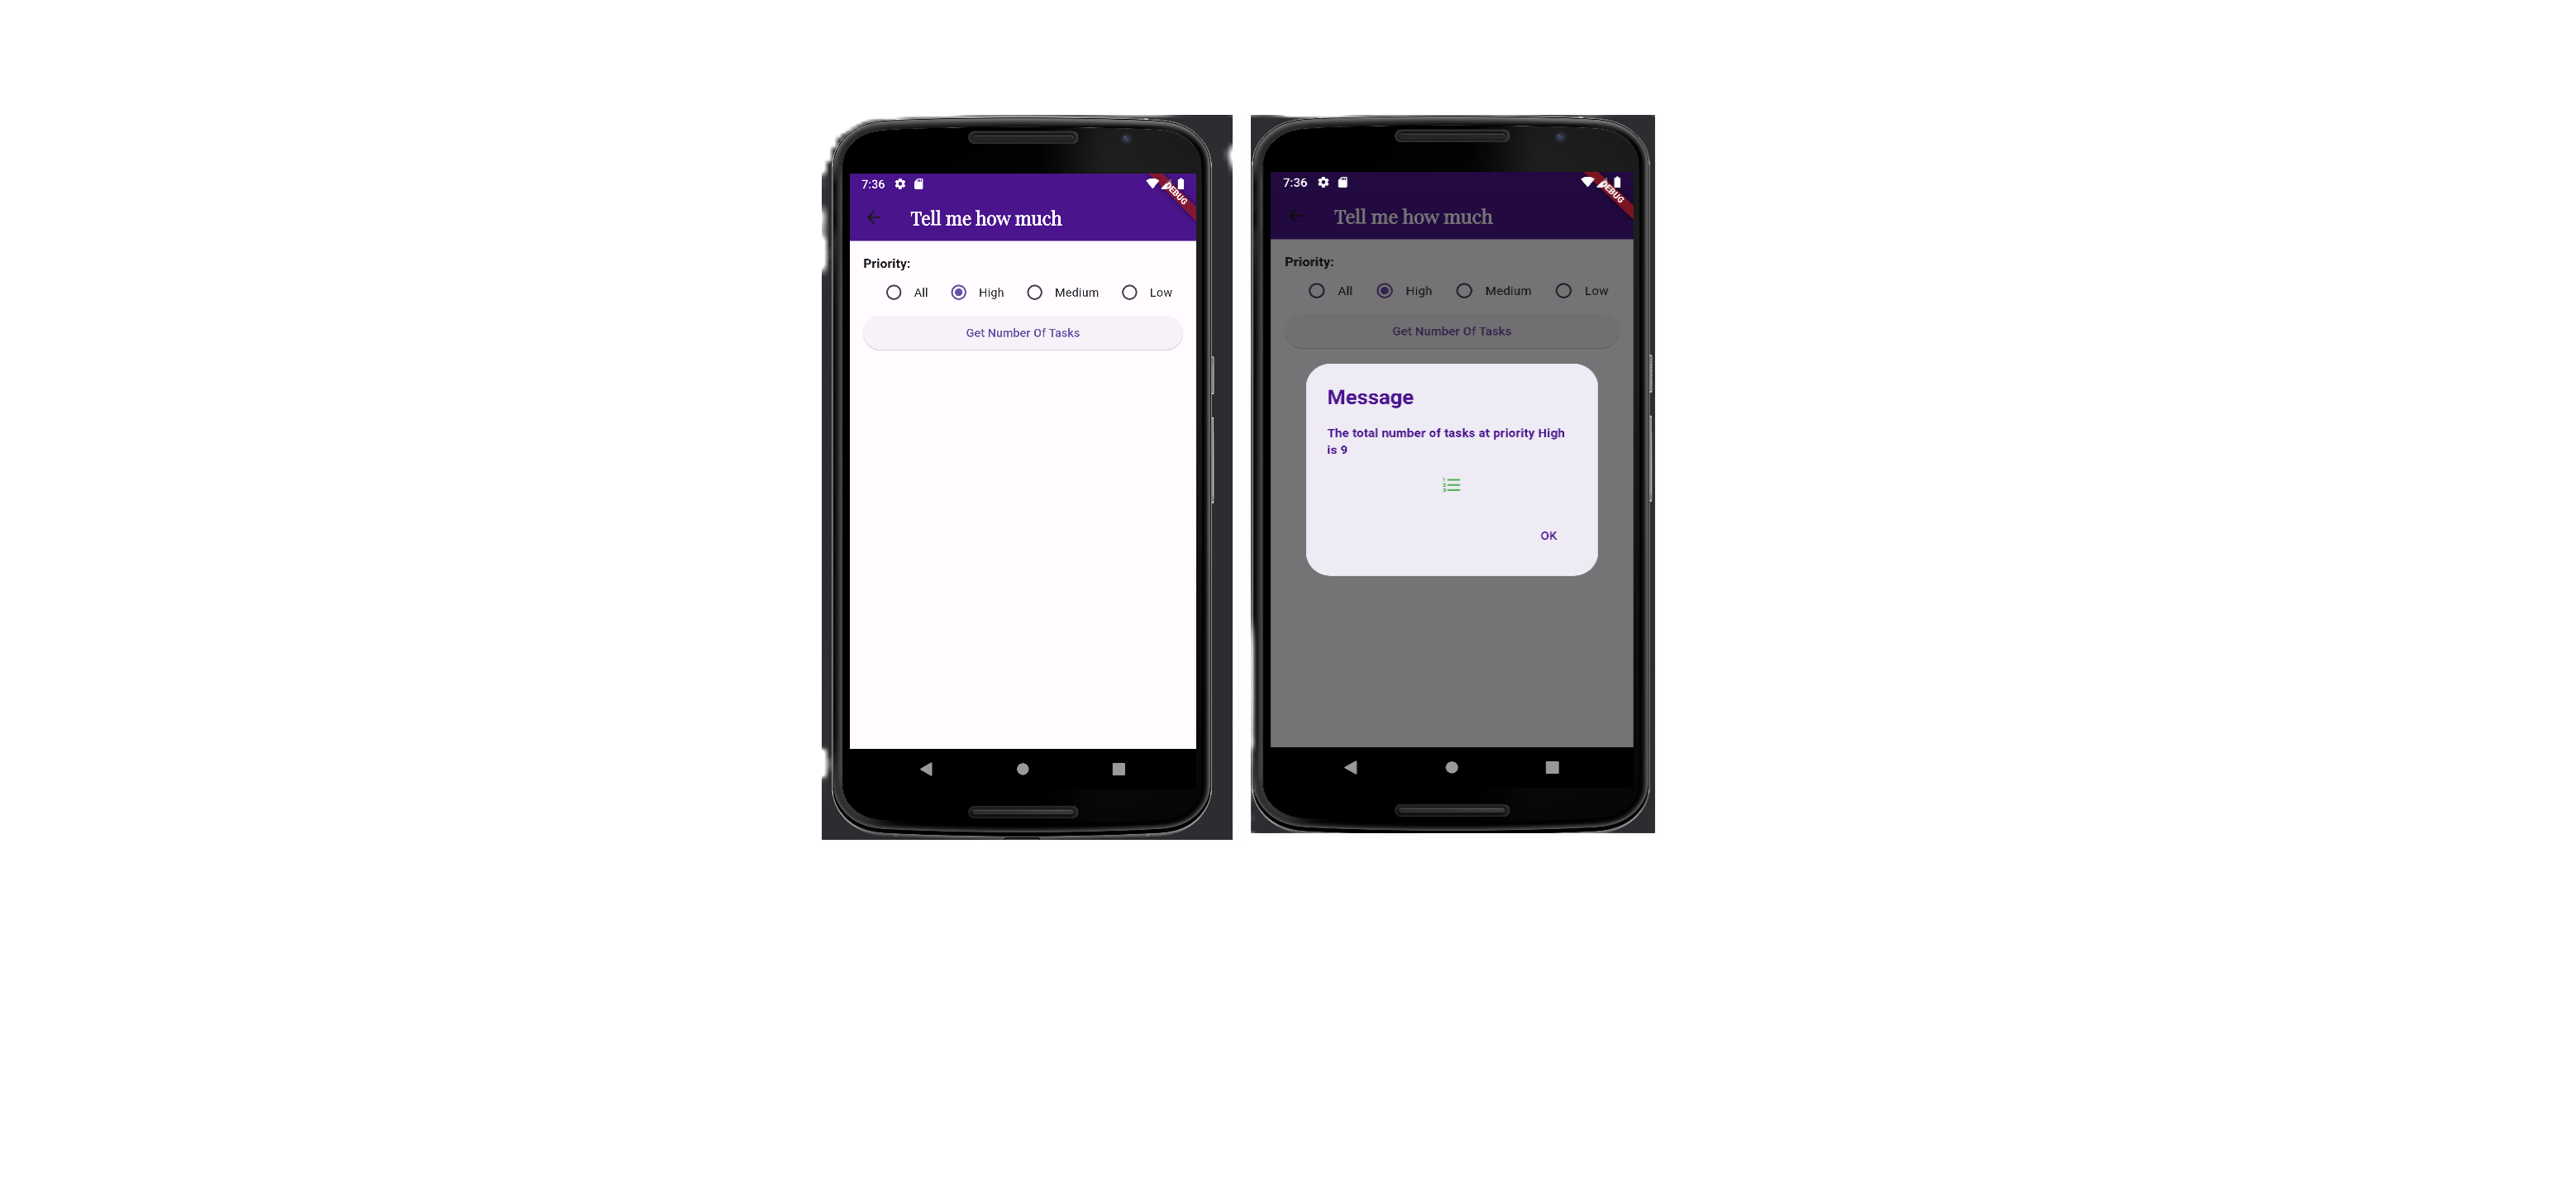 7:36
DEBUG
Tell me how much
Priority:
All High Medium Low
Get Number Of Tasks
7:36
DEBUG
Tell me how much
Priority:
All High Medium Low
Get Number Of Tasks
Message
The total number of tasks at priority High
is 9
OK